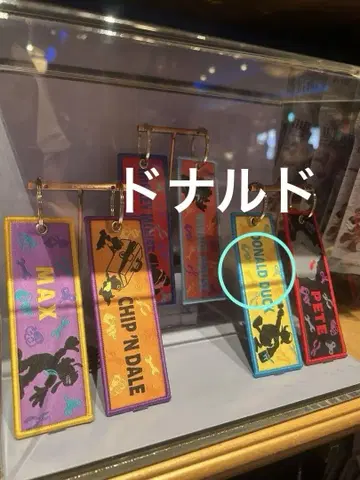 ドナルド
MAX
CHIP 'N DALE
DONALD DUCK
PETE